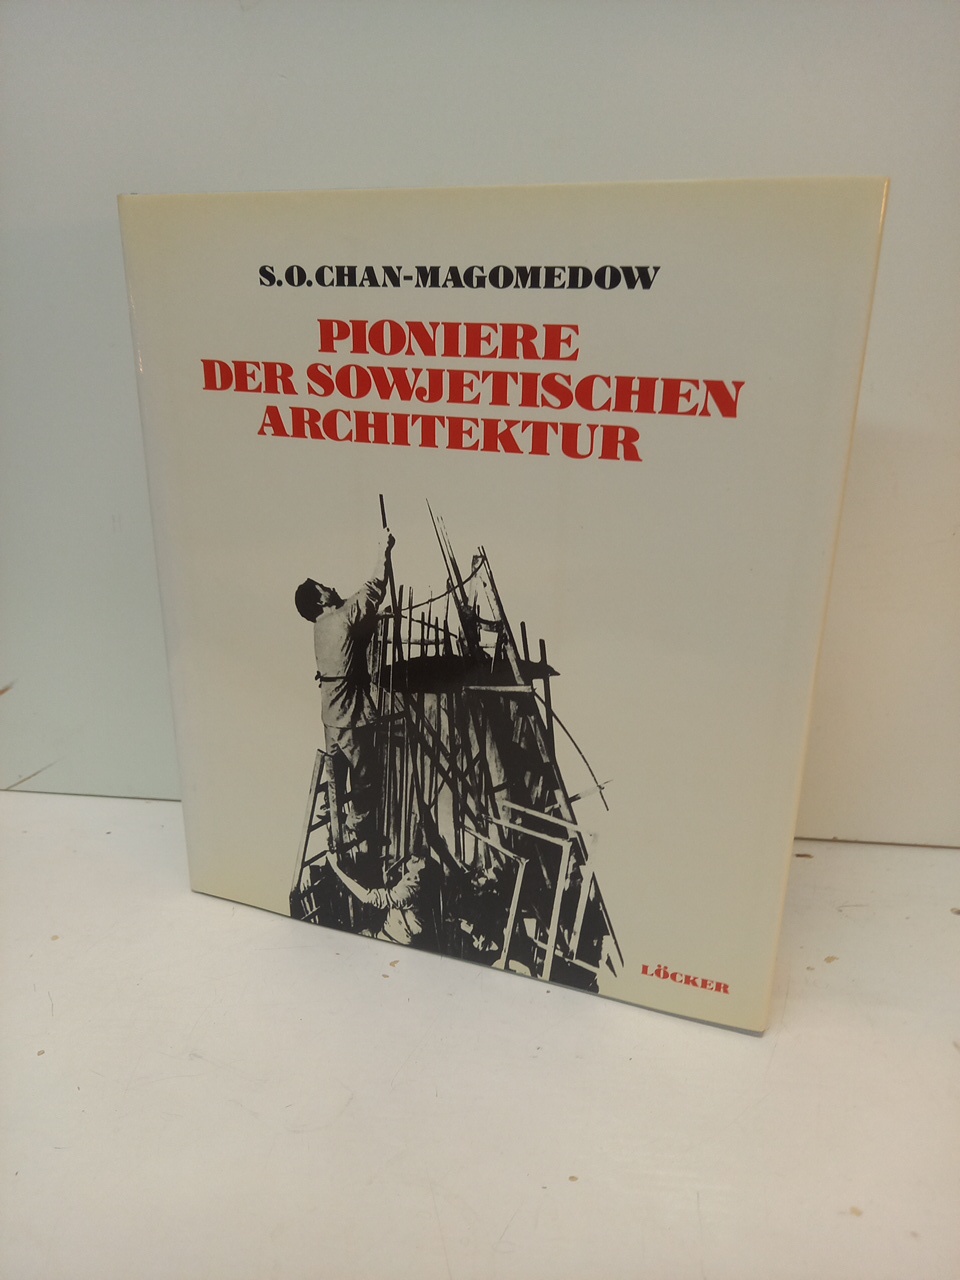 S.O.CHAN-MAGOMEDOW
PIONIERE
DER SOWJETISCHEN
ARCHITEKTUR
LÖCKER